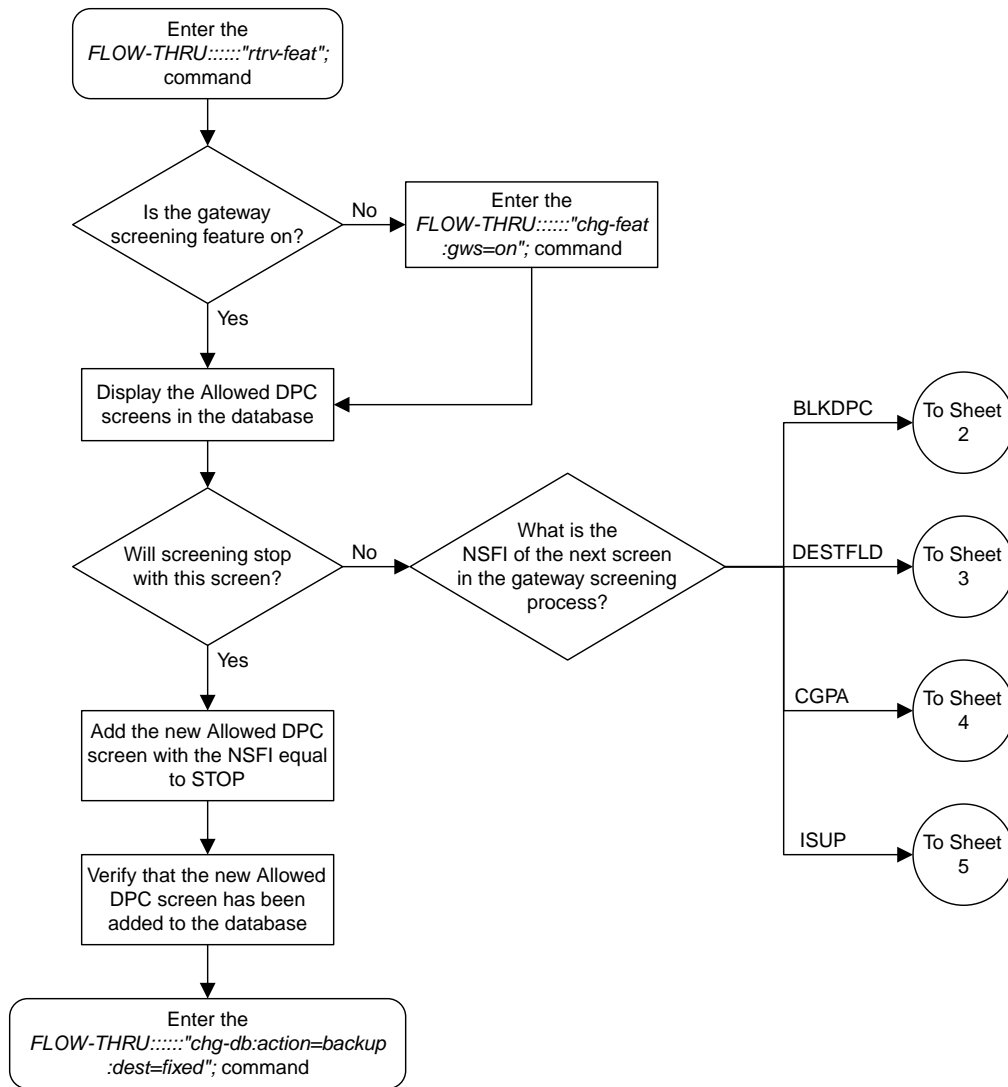 Enter the
FLOW-THRU::::::"rtrv-feat";
command
Is the gateway
screening feature on?
No
Enter the
FLOW-THRU::::::"chg-feat
:gws=on"; command
Yes
Display the Allowed DPC
screens in the database
Will screening stop
with this screen?
No
What is the
NSFI of the next screen
in the gateway screening
process?
BLKDPC
To Sheet
2
DESTFLD
To Sheet
3
CGPA
To Sheet
4
ISUP
To Sheet
5
Yes
Add the new Allowed DPC
screen with the NSFI equal
to STOP
Verify that the new Allowed
DPC screen has been
added to the database
Enter the
FLOW-THRU::::::"chg-db:action=backup
:dest=fixed"; command